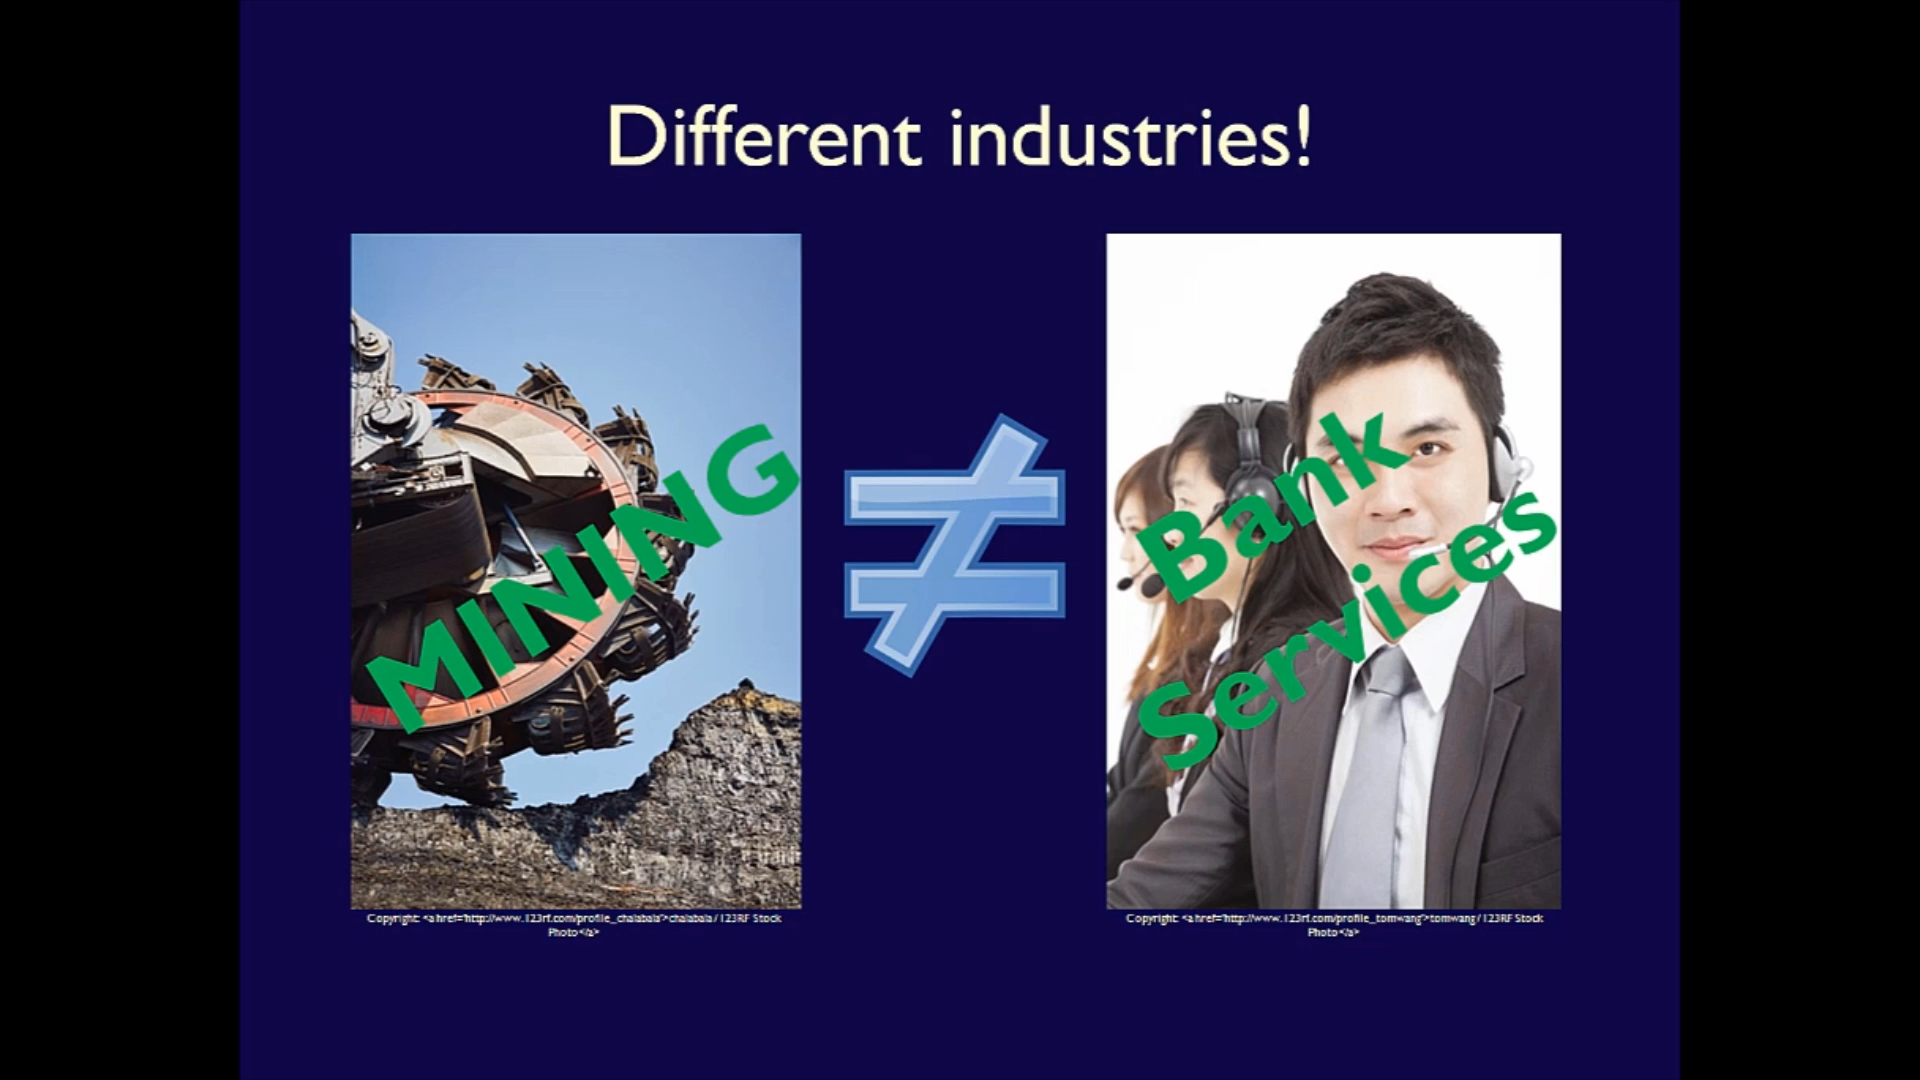 Different industries!
MINING
≠
Bank
Services
Copyright: <a href='http://www.123rf.com/profile_chalabala'>chalabala / 123RF Stock
Photo</a>
Copyright: <a href='http://www.123rf.com/profile_tomwang'>tomwang / 123RF Stock
Photo</a>